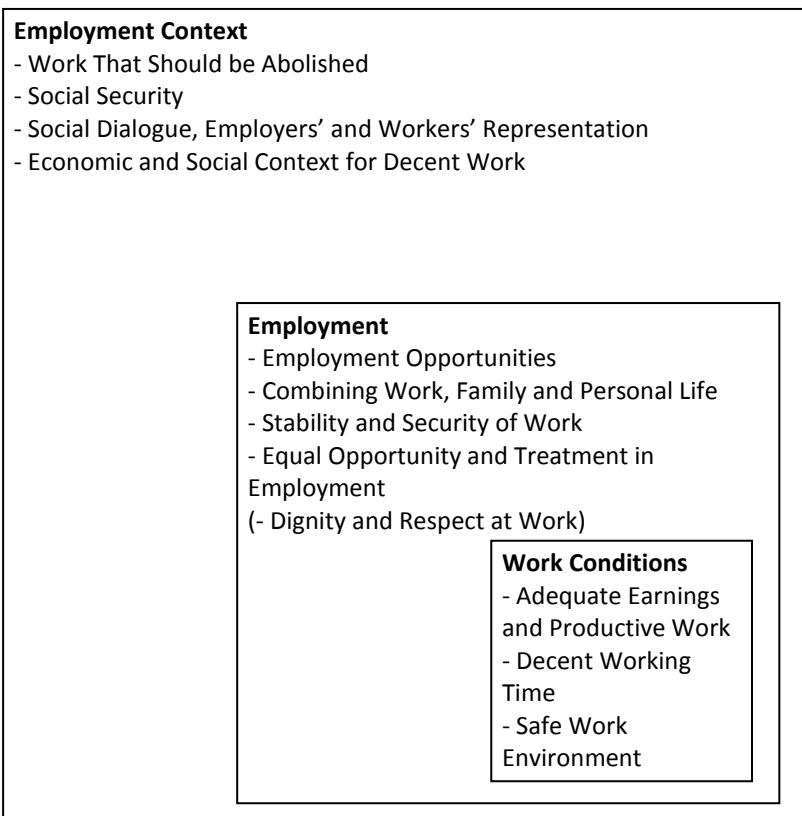 Employment Context
- Work That Should be Abolished
- Social Security
- Social Dialogue, Employers’ and Workers’ Representation
- Economic and Social Context for Decent Work
Employment
- Employment Opportunities
- Combining Work, Family and Personal Life
- Stability and Security of Work
- Equal Opportunity and Treatment in
Employment
(- Dignity and Respect at Work)
Work Conditions
- Adequate Earnings
and Productive Work
- Decent Working
Time
- Safe Work
Environment